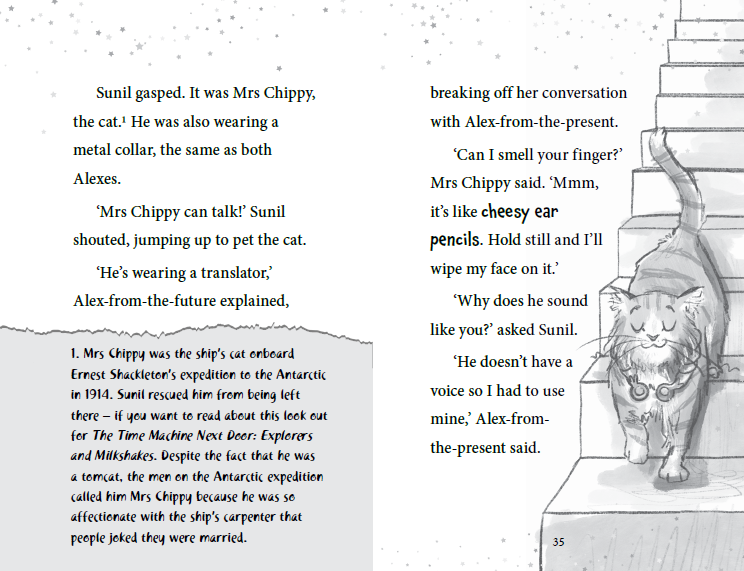 Sunil gasped. It was Mrs Chippy,
the cat.¹ He was also wearing a
metal collar, the same as both
Alexes.
‘Mrs Chippy can talk!’ Sunil
shouted, jumping up to pet the cat.
‘He’s wearing a translator,’
Alex-from-the-future explained,
1. Mrs Chippy was the ship’s cat onboard
Ernest Shackleton’s expedition to the Antarctic
in 1914. Sunil rescued him from being left
there – if you want to read about this look out
for The Time Machine Next Door: Explorers
and Milkshakes. Despite the fact that he was
a tomcat, the men on the Antarctic expedition
called him Mrs Chippy because he was so
affectionate with the ship’s carpenter that
people joked they were married.
breaking off her conversation
with Alex-from-the-present.
‘Can I smell your finger?’
Mrs Chippy said. ‘Mmm,
it’s like cheesy ear
pencils. Hold still and I’ll
wipe my face on it.’
‘Why does he sound
like you?’ asked Sunil.
‘He doesn’t have a
voice so I had to use
mine,’ Alex-from-
the-present said.
35